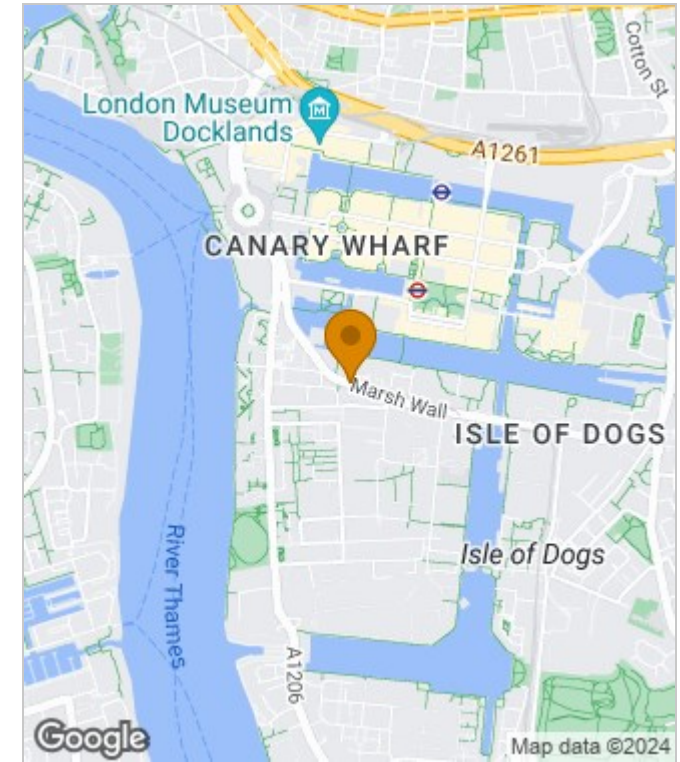 Cotton St
London Museum
Docklands
A1261
CANARY WHARF
Marsh Wall
ISLE OF DOGS
Isle of Dogs
River Thames
A1206
Google
Map data ©2024